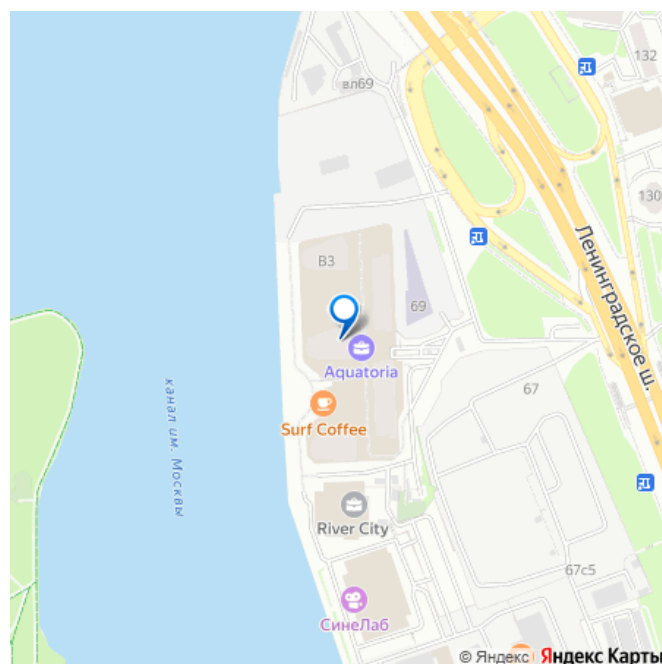 132
вл69
130
Ленинградское ш.
В3
69
Aquatoria
67
Surf Coffee
канал им. Москвы
River City
67с5
СинеЛаб
© Яндекс Яндекс Карты